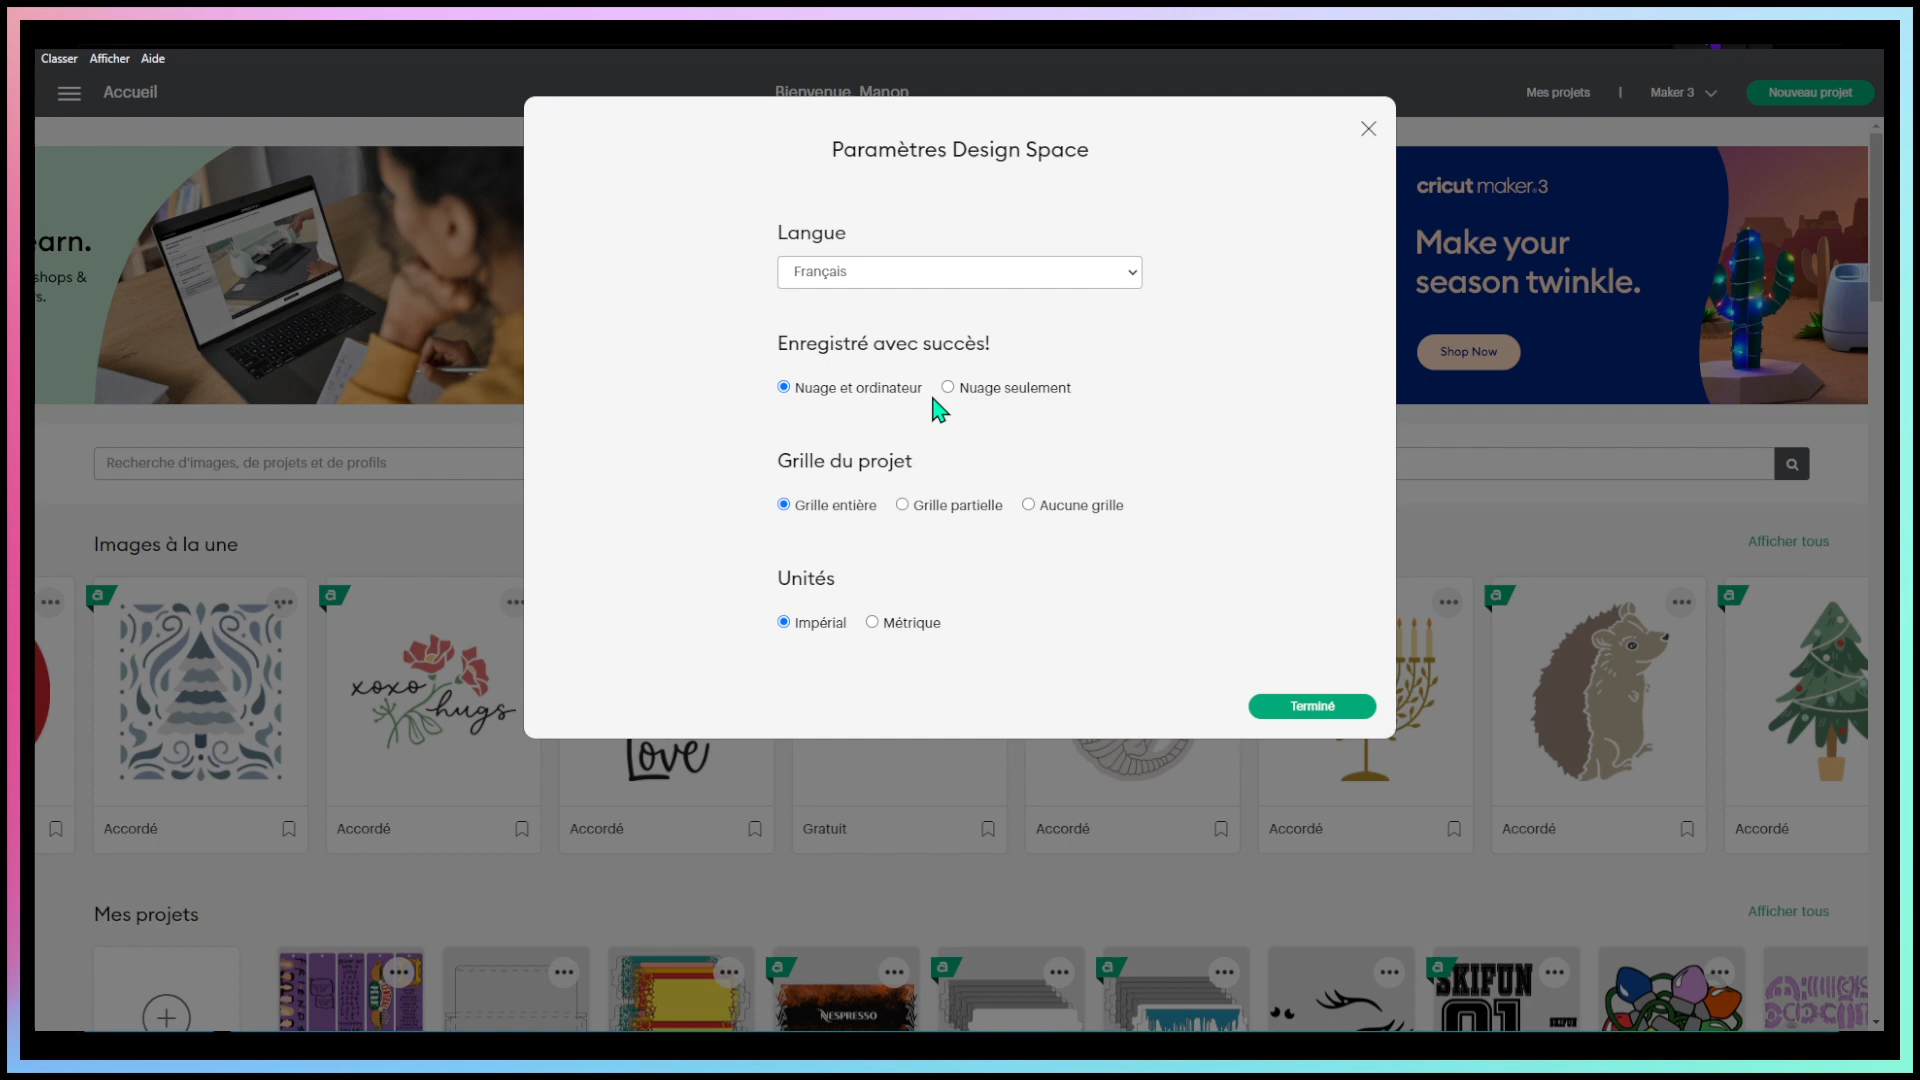 Classer Afficher Aide
Accueil
Bienvenue, Manon
Mes projets | Maker 3
Nouveau projet
Paramètres Design Space
Langue
Français
Enregistré avec succès!
Nuage et ordinateur Nuage seulement
Grille du projet
Grille entière Grille partielle Aucune grille
Unités
Impérial Métrique
Terminé
earn.
shops &
s.
cricut maker 3
Make your
season twinkle.
Shop Now
Recherche d'images, de projets et de profils
Images à la une
Afficher tous
a
a
a
a
xoxo
hugs
Love
Accordé
Accordé
Accordé
Gratuit
Accordé
Accordé
Accordé
Accordé
Mes projets
Afficher tous
a
a
a
a
NESPRESSO
SKIFUN
01
SKIFUN